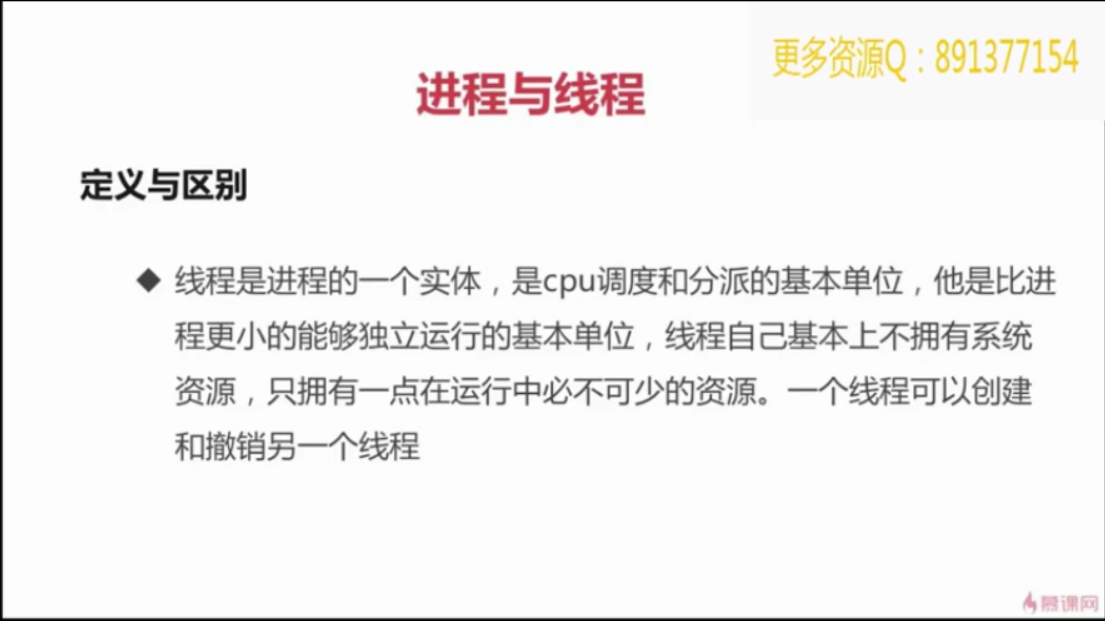 更多资源Q：891377154
进程与线程
定义与区别
◆ 线程是进程的一个实体，是cpu调度和分派的基本单位，他是比进
程更小的能够独立运行的基本单位，线程自己基本上不拥有系统
资源，只拥有一点在运行中必不可少的资源。一个线程可以创建
和撤销另一个线程
慕课网